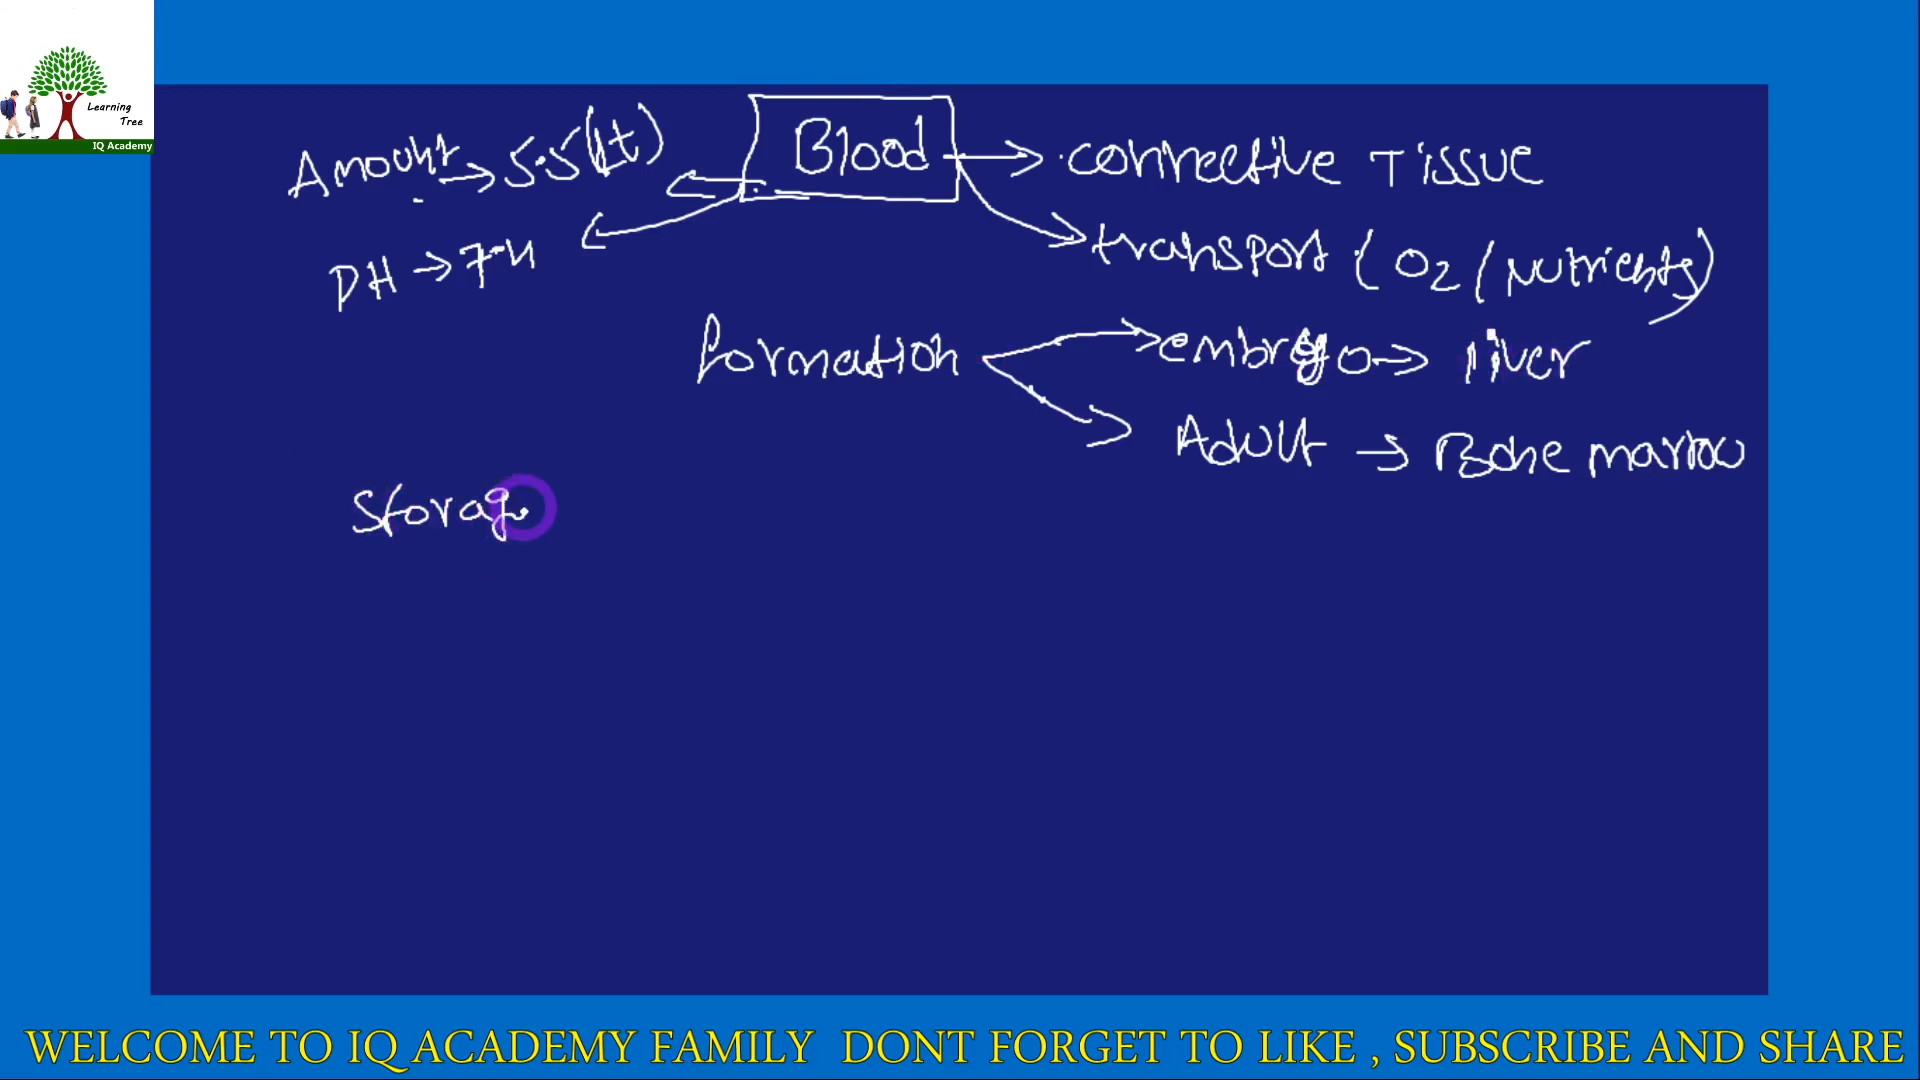 Learning
Tree
IQ Academy
Blood
Amount → 5.5 (Lt)
PH → 7.4
→ connective Tissue
→ transport (O2 / Nutrients)
formation
→ embryo → liver
→ Adult → Bone marrow
Storag
WELCOME TO IQ ACADEMY FAMILY DONT FORGET TO LIKE , SUBSCRIBE AND SHARE